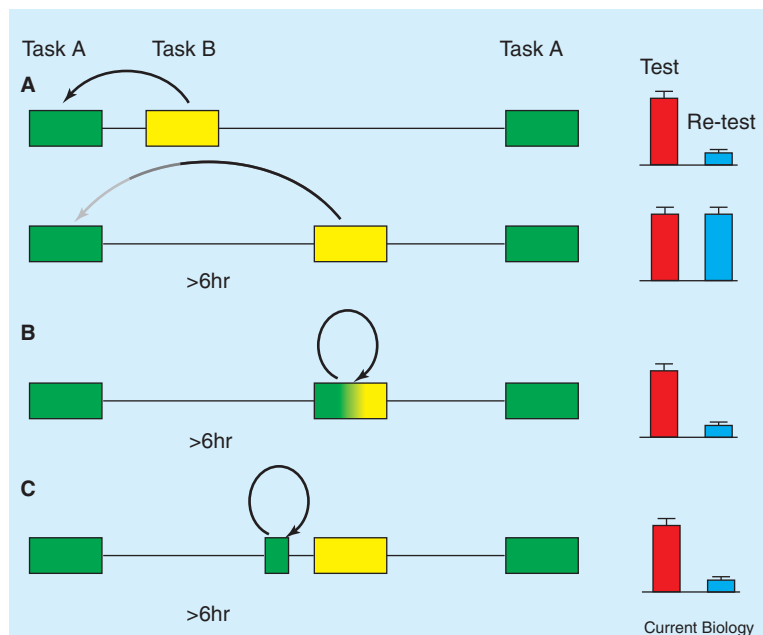 Task A Task B Task A
A
Test
Re-test
>6hr
B
>6hr
C
>6hr
Current Biology